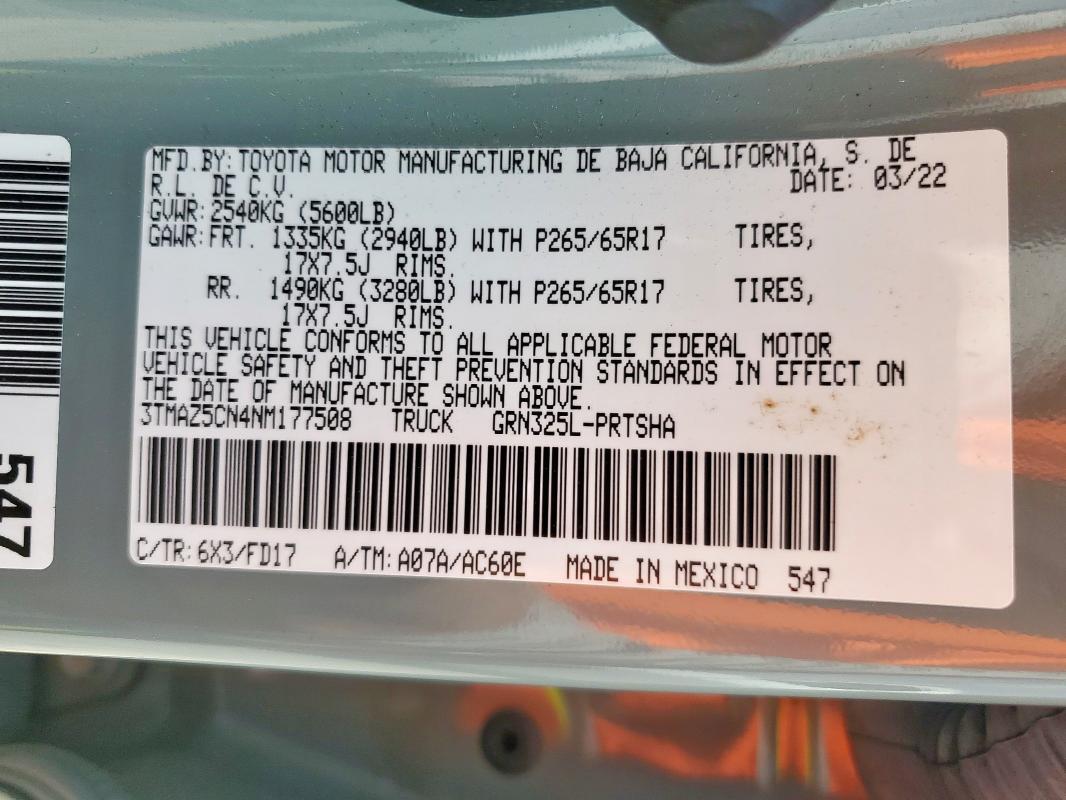 MFD.BY: TOYOTA MOTOR MANUFACTURING DE BAJA CALIFORNIA, S. DE
R.L. DE C.V. DATE: 03/22
GVWR: 2540KG (5600LB)
GAWR: FRT. 1335KG (2940LB) WITH P265/65R17 TIRES,
17X7.5J RIMS.
RR. 1490KG (3280LB) WITH P265/65R17 TIRES,
17X7.5J RIMS.
THIS VEHICLE CONFORMS TO ALL APPLICABLE FEDERAL MOTOR
VEHICLE SAFETY AND THEFT PREVENTION STANDARDS IN EFFECT ON
THE DATE OF MANUFACTURE SHOWN ABOVE.
3TMAZ5CN4NM177508 TRUCK GRN325L-PRTSHA
C/TR: 6X3/FD17 A/TM: A07A/AC60E MADE IN MEXICO 547
547